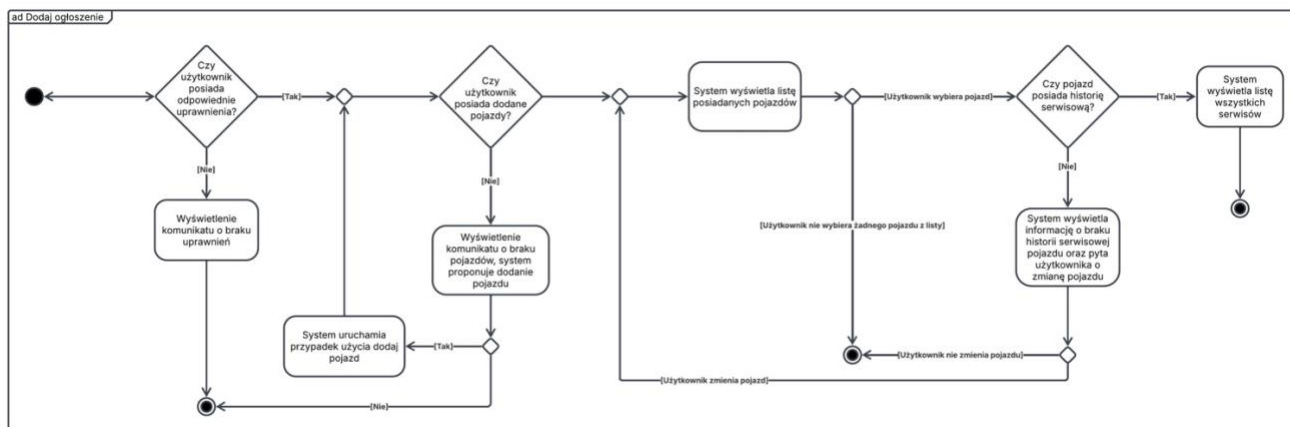 ad Dodaj ogłoszenie
Czy
użytkownik
posiada
odpowiednie
uprawnienia?
[Tak]
[Nie]
Wyświetlenie
komunikatu o braku
uprawnień
Czy
użytkownik
posiada dodane
pojazdy?
[Nie]
Wyświetlenie
komunikatu o braku
pojazdów, system
proponuje dodanie
pojazdu
[Tak]
System uruchamia
przypadek użycia dodaj
pojazd
[Nie]
System wyświetla listę
posiadanych pojazdów
[Użytkownik wybiera pojazd]
[Użytkownik nie wybiera żadnego pojazdu z listy]
Czy pojazd
posiada historię
serwisową?
[Tak]
System
wyświetla listę
wszystkich
serwisów
[Nie]
System wyświetla
informację o braku
historii serwisowej
pojazdu oraz pyta
użytkownika o
zmianę pojazdu
[Użytkownik nie zmienia pojazdu]
[Użytkownik zmienia pojazd]